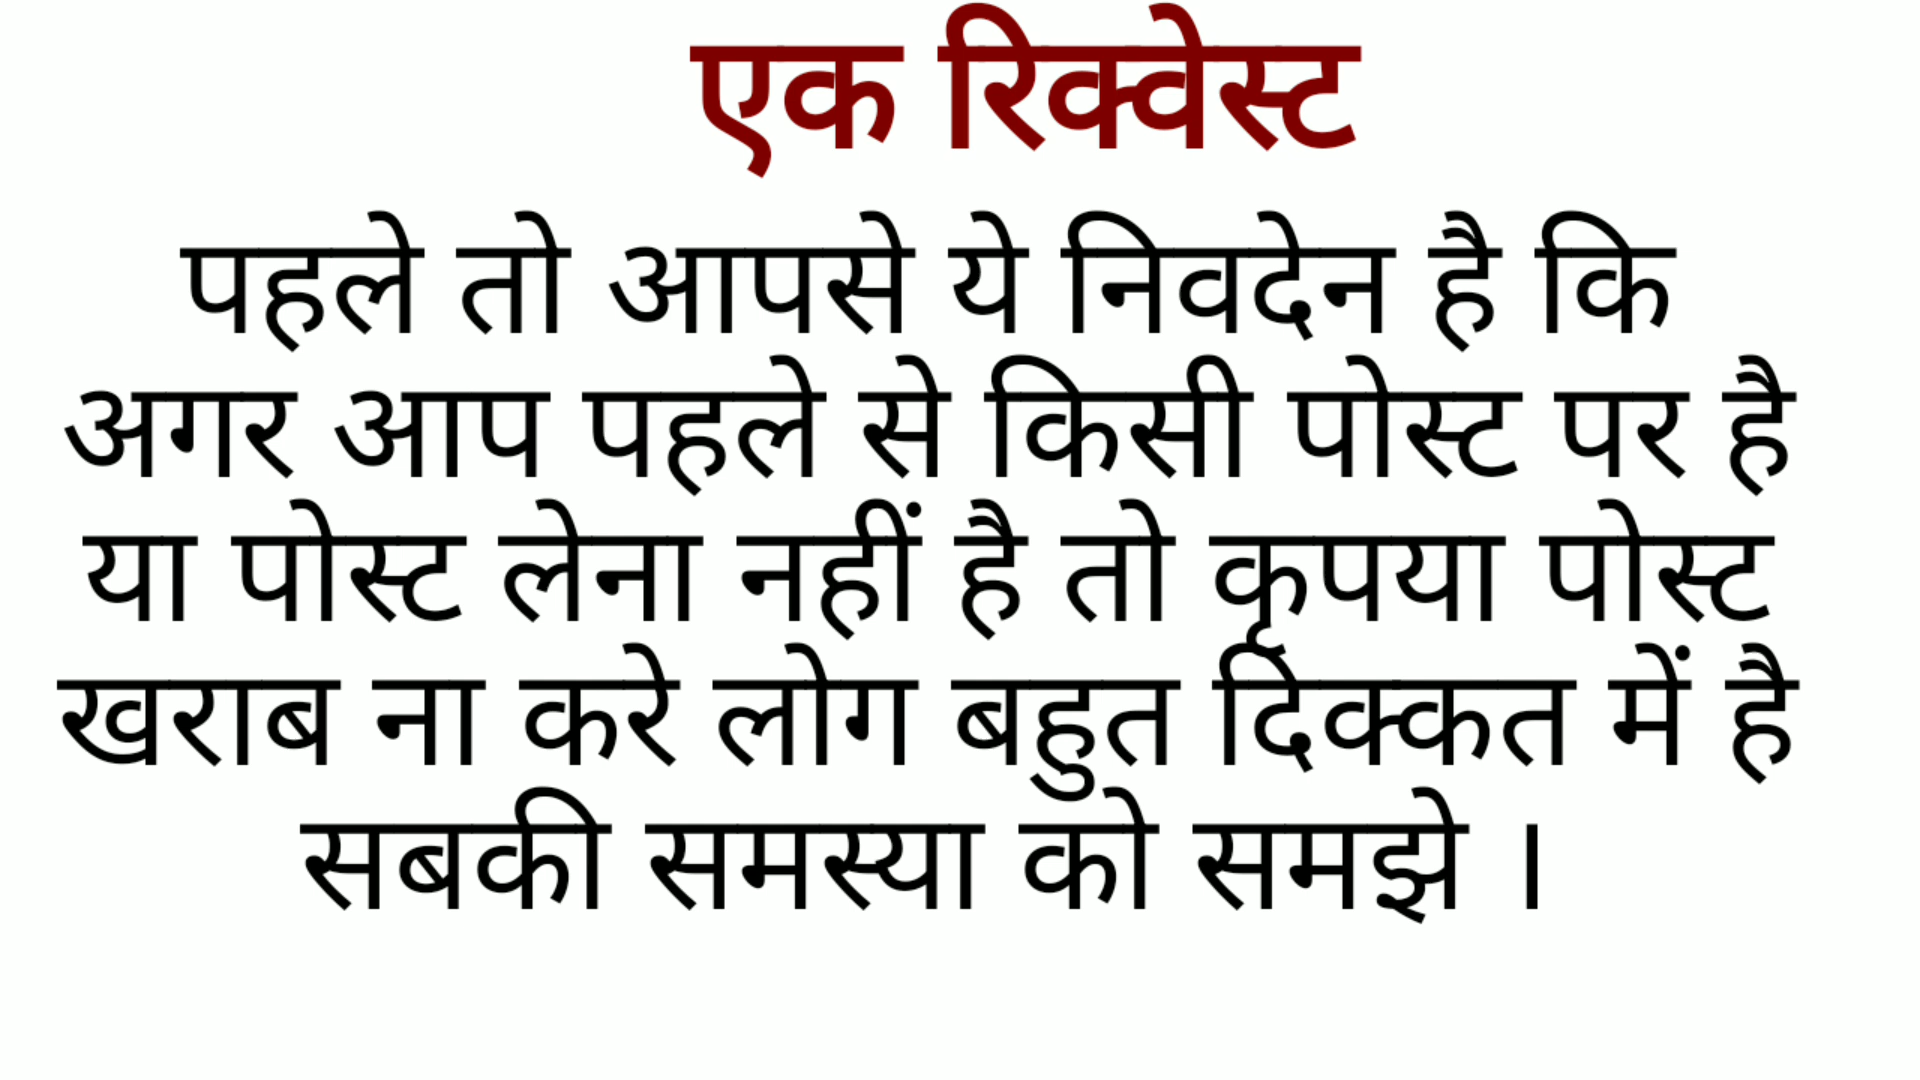 एक रिक्वेस्ट
पहले तो आपसे ये निवदेन है कि
अगर आप पहले से किसी पोस्ट पर है
या पोस्ट लेना नहीं है तो कृपया पोस्ट
खराब ना करे लोग बहुत दिक्कत में है
सबकी समस्या को समझे ।